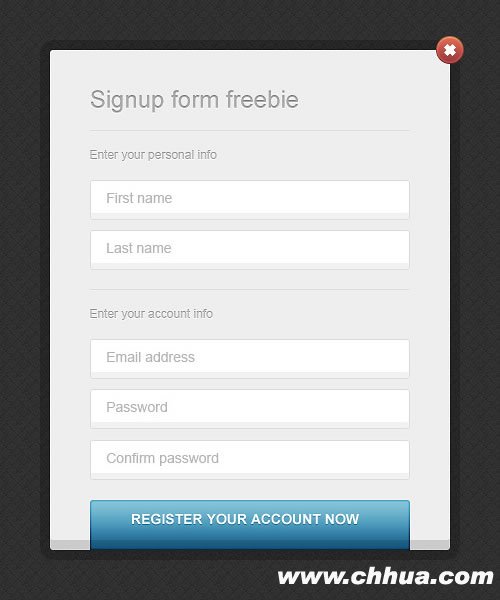 Signup form freebie
Enter your personal info
First name
Last name
Enter your account info
Email address
Password
Confirm password
REGISTER YOUR ACCOUNT NOW
www.chhua.com